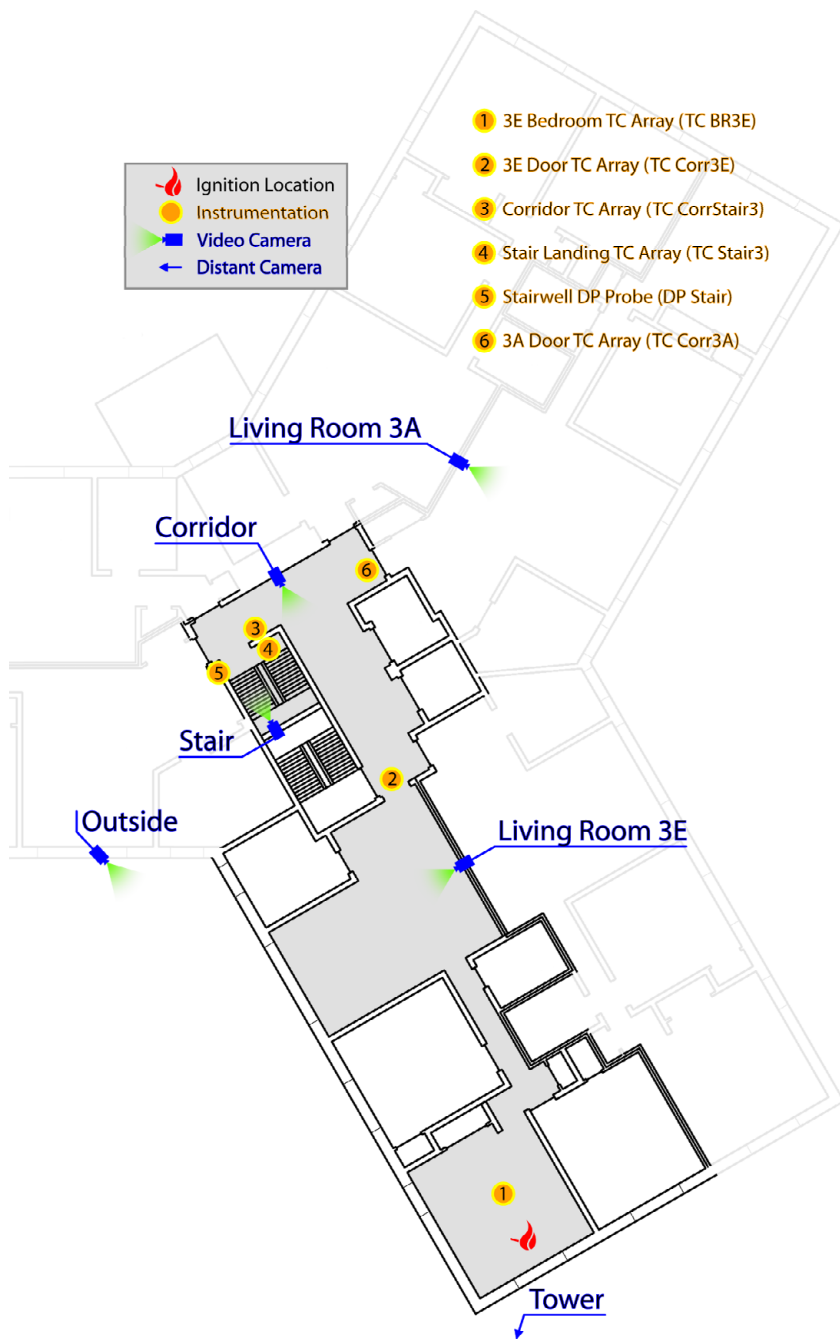 1 3E Bedroom TC Array (TC BR3E)
2 3E Door TC Array (TC Corr3E)
3 Corridor TC Array (TC CorrStair3)
4 Stair Landing TC Array (TC Stair3)
5 Stairwell DP Probe (DP Stair)
6 3A Door TC Array (TC Corr3A)
Ignition Location
Instrumentation
Video Camera
Distant Camera
Living Room 3A
Corridor
6
3
4
5
Stair
2
Outside
Living Room 3E
1
Tower